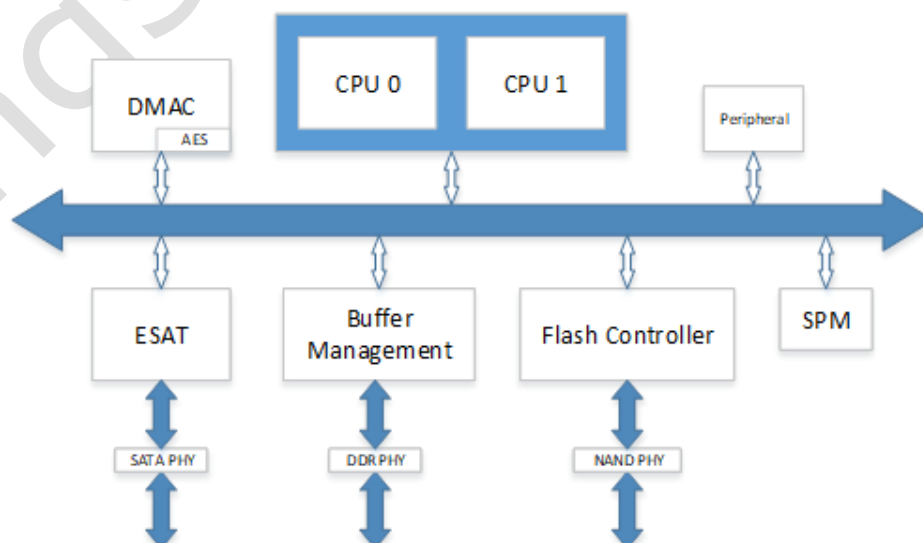 CPU 0
CPU 1
DMAC
AES
Peripheral
ESAT
Buffer
Management
Flash Controller
SPM
SATA PHY
DDR PHY
NAND PHY